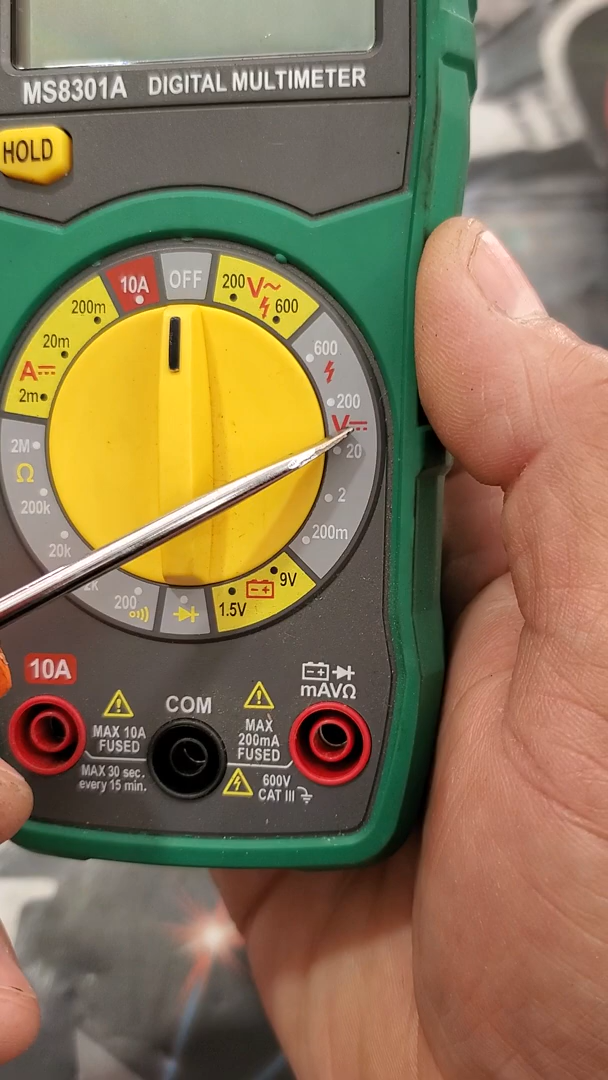 MS8301A DIGITAL MULTIMETER
HOLD
OFF
200 V~ 600
600
200
V
20
2
200m
9V
1.5V
200
2k
20k
200k
Ω
2M
2m
A
20m
200m
10A
10A
MAX 10A
FUSED
MAX 30 sec.
every 15 min.
COM
MAX
200mA
FUSED
600V
CAT III
mAVΩ